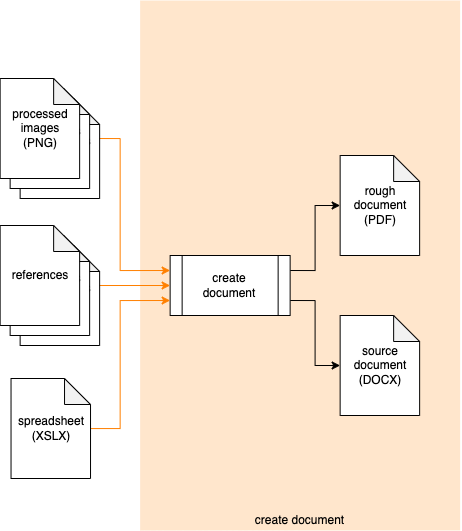 processed
images
(PNG)
references
spreadsheet
(XSLX)
create
document
rough
document
(PDF)
source
document
(DOCX)
create document